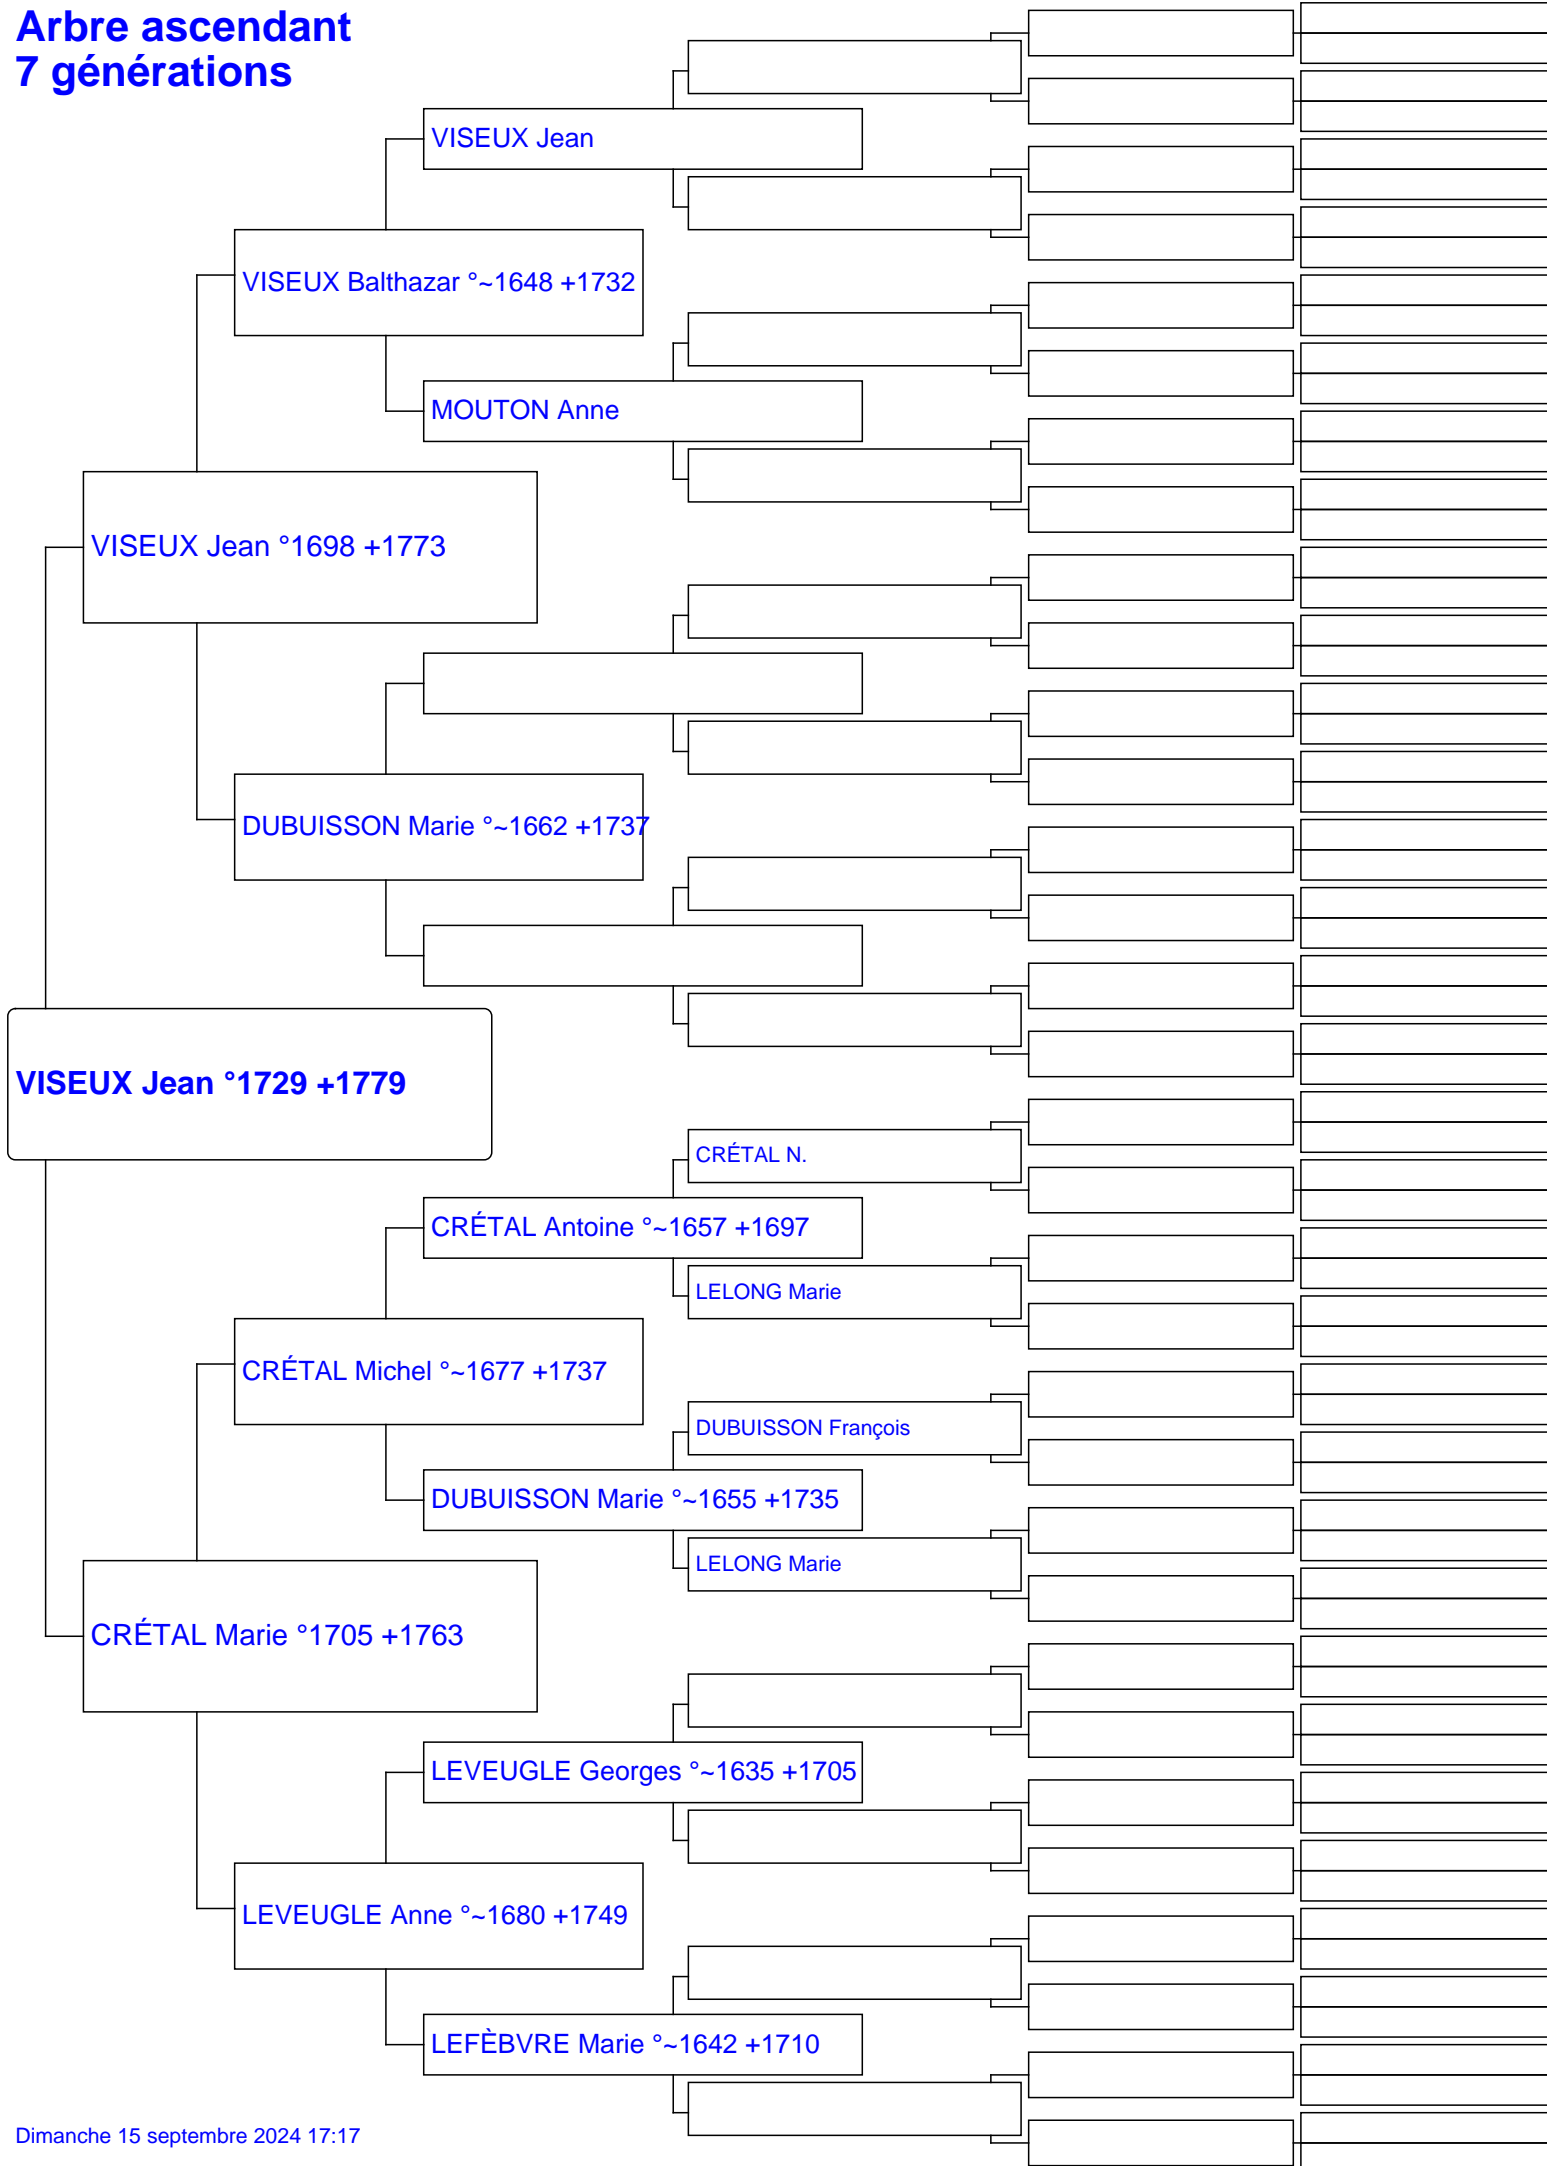 Arbre ascendant
7 générations
VISEUX Jean
VISEUX Balthazar °~1648 +1732
MOUTON Anne
VISEUX Jean °1698 +1773
DUBUISSON Marie °~1662 +1737
VISEUX Jean °1729 +1779
CRÉTAL N.
CRÉTAL Antoine °~1657 +1697
LELONG Marie
CRÉTAL Michel °~1677 +1737
DUBUISSON François
DUBUISSON Marie °~1655 +1735
LELONG Marie
CRÉTAL Marie °1705 +1763
LEVEUGLE Georges °~1635 +1705
LEVEUGLE Anne °~1680 +1749
LEFÈBVRE Marie °~1642 +1710
Dimanche 15 septembre 2024 17:17